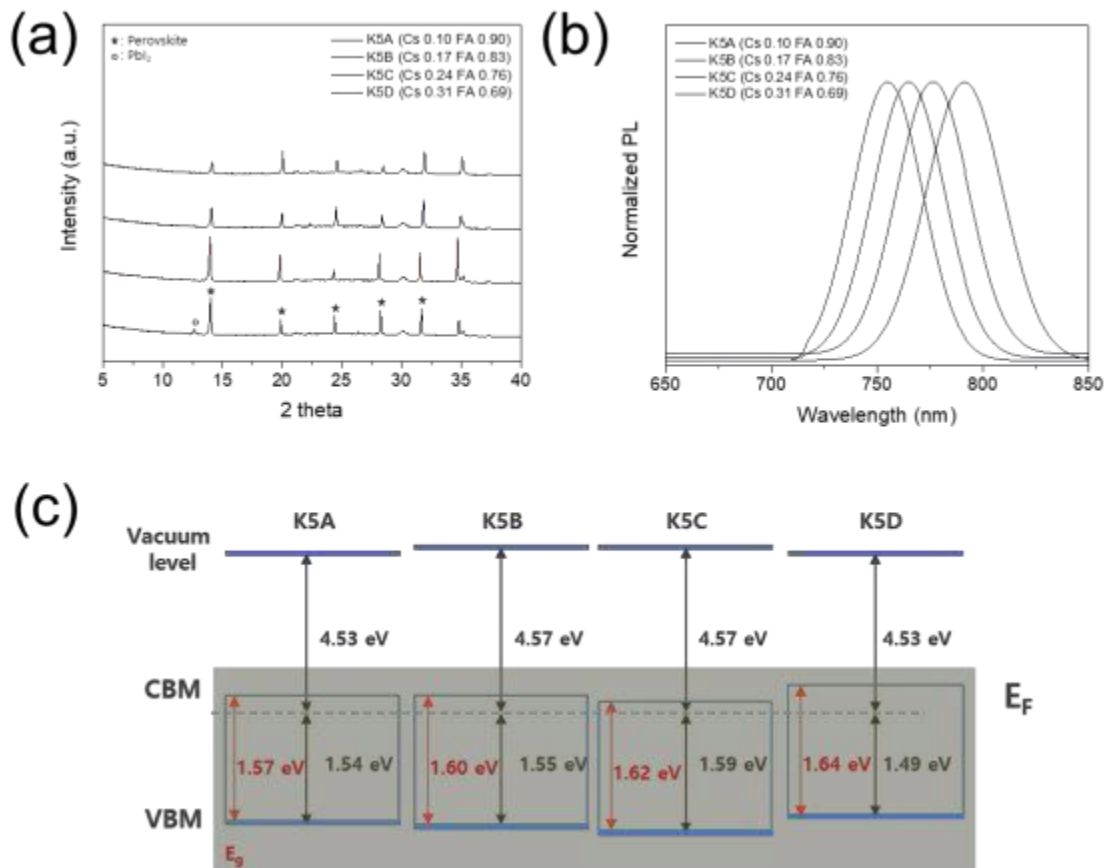 (a)
★: Perovskite
o: PbI₂
K5A (Cs 0.10 FA 0.90)
K5B (Cs 0.17 FA 0.83)
K5C (Cs 0.24 FA 0.76)
K5D (Cs 0.31 FA 0.69)
Intensity (a.u.)
★ ★ ★ ★ ★
o
5 10 15 20 25 30 35 40
2 theta
(b)
K5A (Cs 0.10 FA 0.90)
K5B (Cs 0.17 FA 0.83)
K5C (Cs 0.24 FA 0.76)
K5D (Cs 0.31 FA 0.69)
Normalized PL
650 700 750 800 850
Wavelength (nm)
(c)
K5A K5B K5C K5D
Vacuum
level
4.53 eV 4.57 eV 4.57 eV 4.53 eV
CBM
E_F
1.57 eV 1.54 eV 1.60 eV 1.55 eV 1.62 eV 1.59 eV 1.64 eV 1.49 eV
VBM
E_g